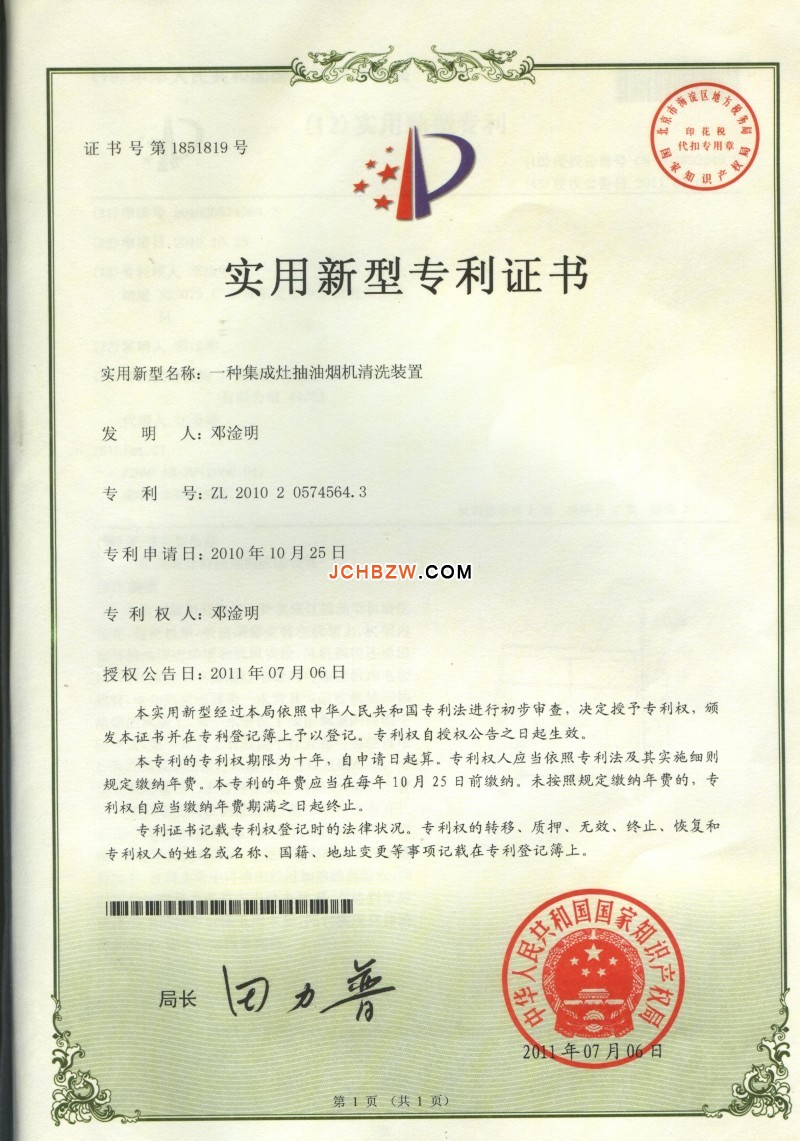 证书号第1851819号
北京市海淀区地方税务局
印花税
代扣专用章
国家知识产权局
实用新型专利证书
实用新型名称：一种集成灶抽油烟机清洗装置
发明人：邓淦明
专利号：ZL 2010 2 0574564.3
专利申请日：2010年10月25日
JCHBZW.COM
专利权人：邓淦明
授权公告日：2011年07月06日
本实用新型经过本局依照中华人民共和国专利法进行初步审查，决定授予专利权，颁
发本证书并在专利登记簿上予以登记。专利权自授权公告之日起生效。
本专利的专利权期限为十年，自申请日起算。专利权人应当依照专利法及其实施细则
规定缴纳年费。本专利的年费应当在每年10月25日前缴纳。未按照规定缴纳年费的，专
利权自应当缴纳年费期满之日起终止。
专利证书记载专利权登记时的法律状况。专利权的转移、质押、无效、终止、恢复和
专利权人的姓名或名称、国籍、地址变更等事项记载在专利登记簿上。
局长 田力普
中华人民共和国国家知识产权局
2011年07月06日
第1页（共1页）